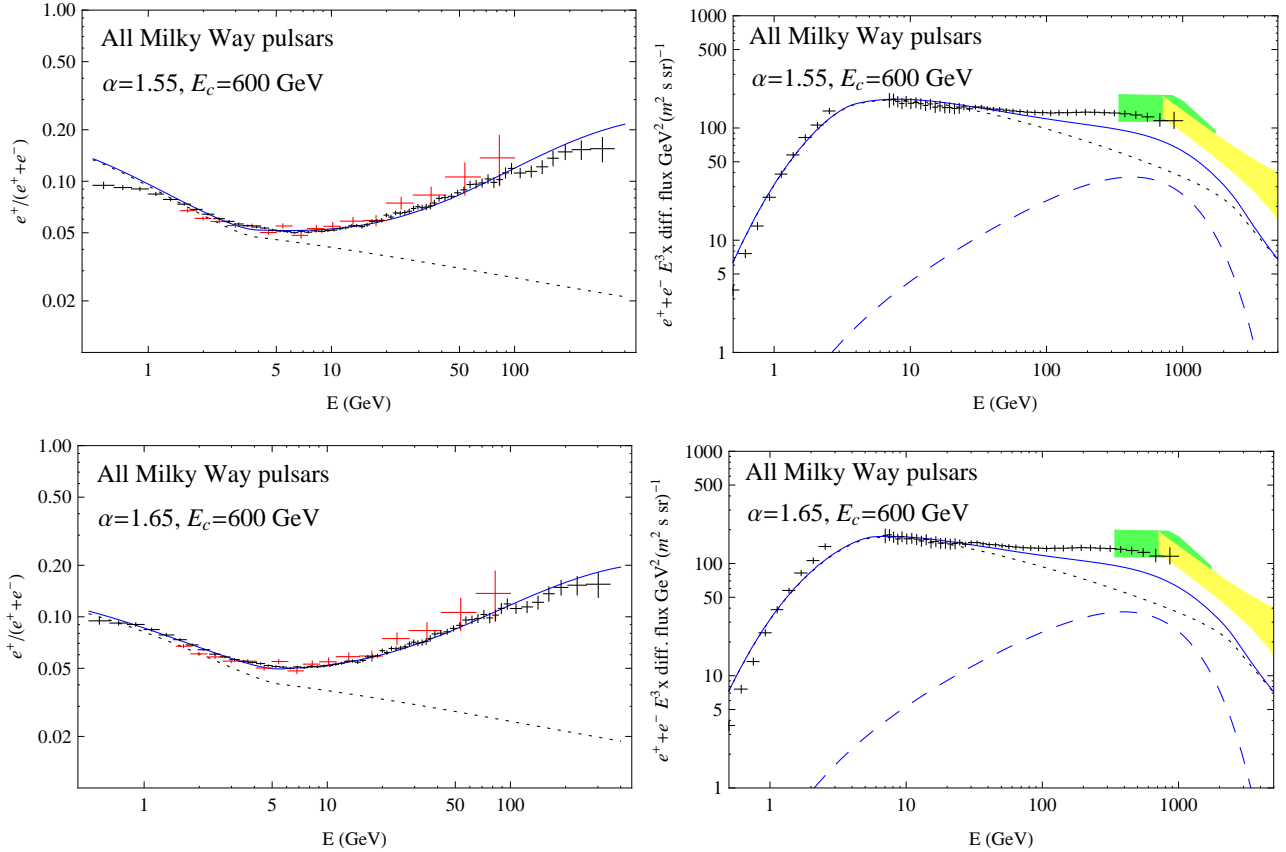 1.00
0.50
0.20
0.10
0.05
0.02
e⁺/(e⁺+e⁻)
All Milky Way pulsars
α=1.55, E_c=600 GeV
1 5 10 50 100
E (GeV)
1000
500
100
50
10
5
1
e⁺+e⁻ E³x diff. flux GeV²(m² s sr)⁻¹
All Milky Way pulsars
α=1.55, E_c=600 GeV
1 10 100 1000
E (GeV)
1.00
0.50
0.20
0.10
0.05
0.02
e⁺/(e⁺+e⁻)
All Milky Way pulsars
α=1.65, E_c=600 GeV
1 5 10 50 100
E (GeV)
1000
500
100
50
10
5
1
e⁺+e⁻ E³x diff. flux GeV²(m² s sr)⁻¹
All Milky Way pulsars
α=1.65, E_c=600 GeV
1 10 100 1000
E (GeV)